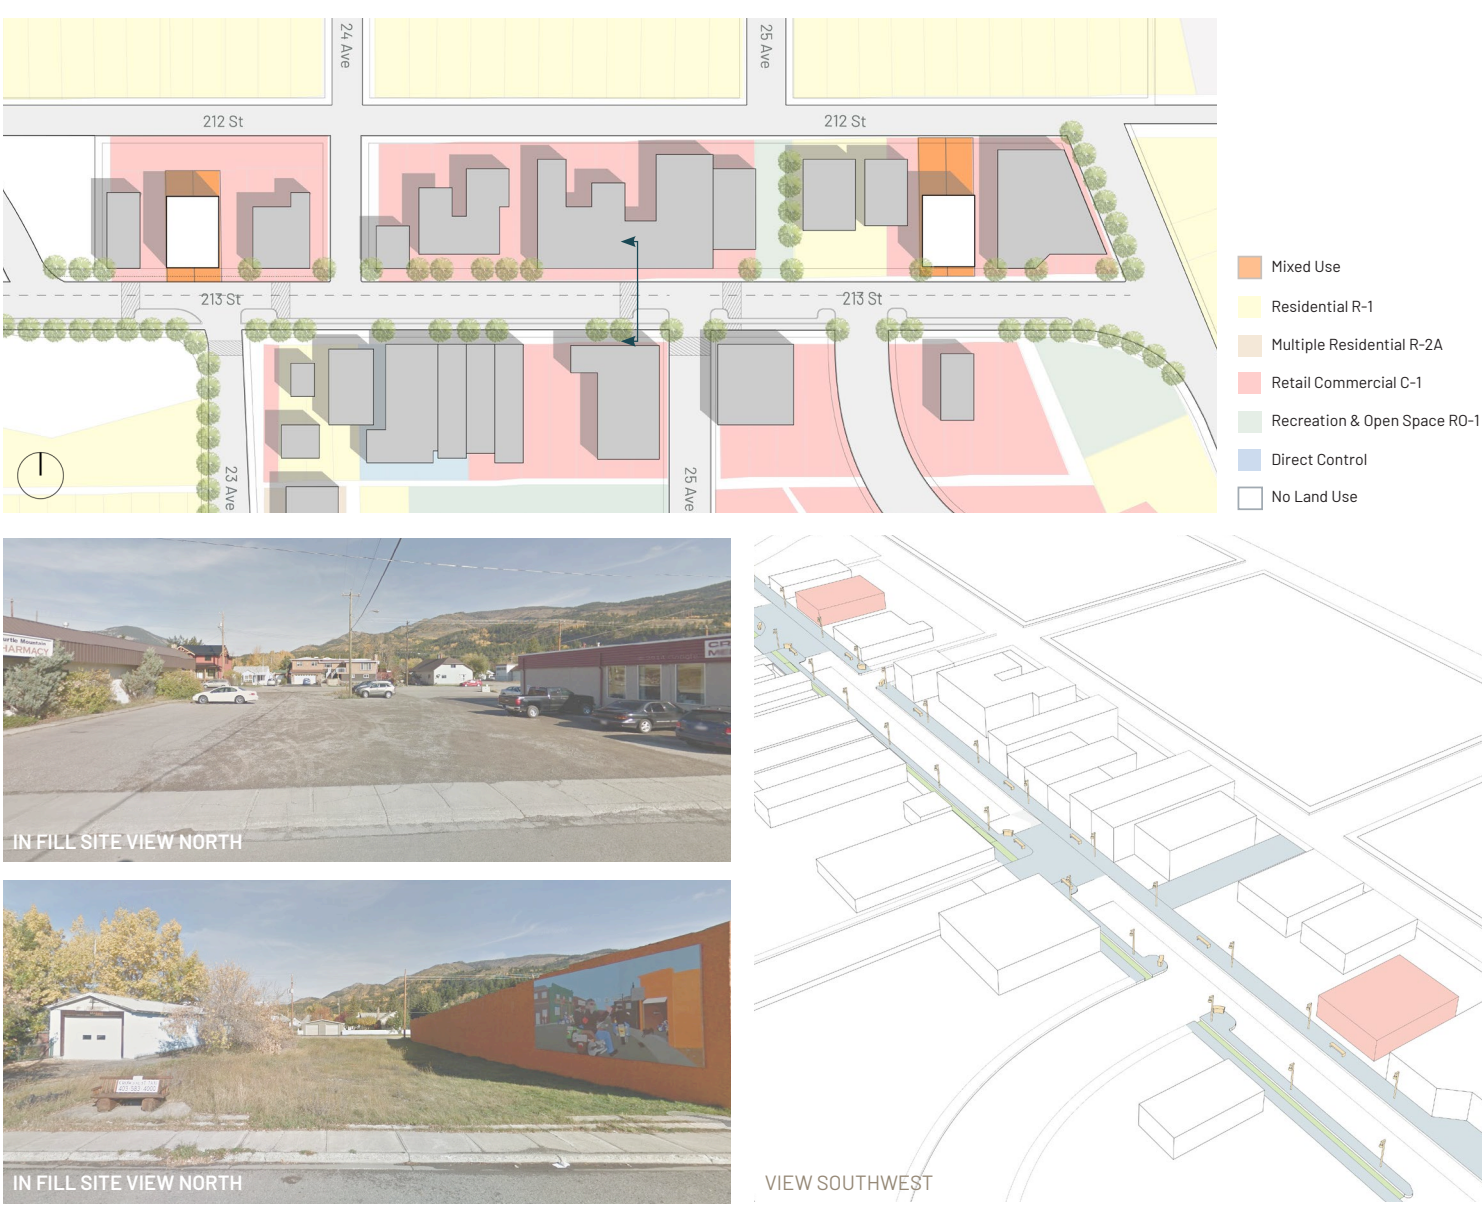 24 Ave
25 Ave
212 St
212 St
213 St
213 St
23 Ave
25 Ave
Mixed Use
Residential R-1
Multiple Residential R-2A
Retail Commercial C-1
Recreation & Open Space RO-1
Direct Control
No Land Use
Mountain
PHARMACY
IN FILL SITE VIEW NORTH
IN FILL SITE VIEW NORTH
VIEW SOUTHWEST